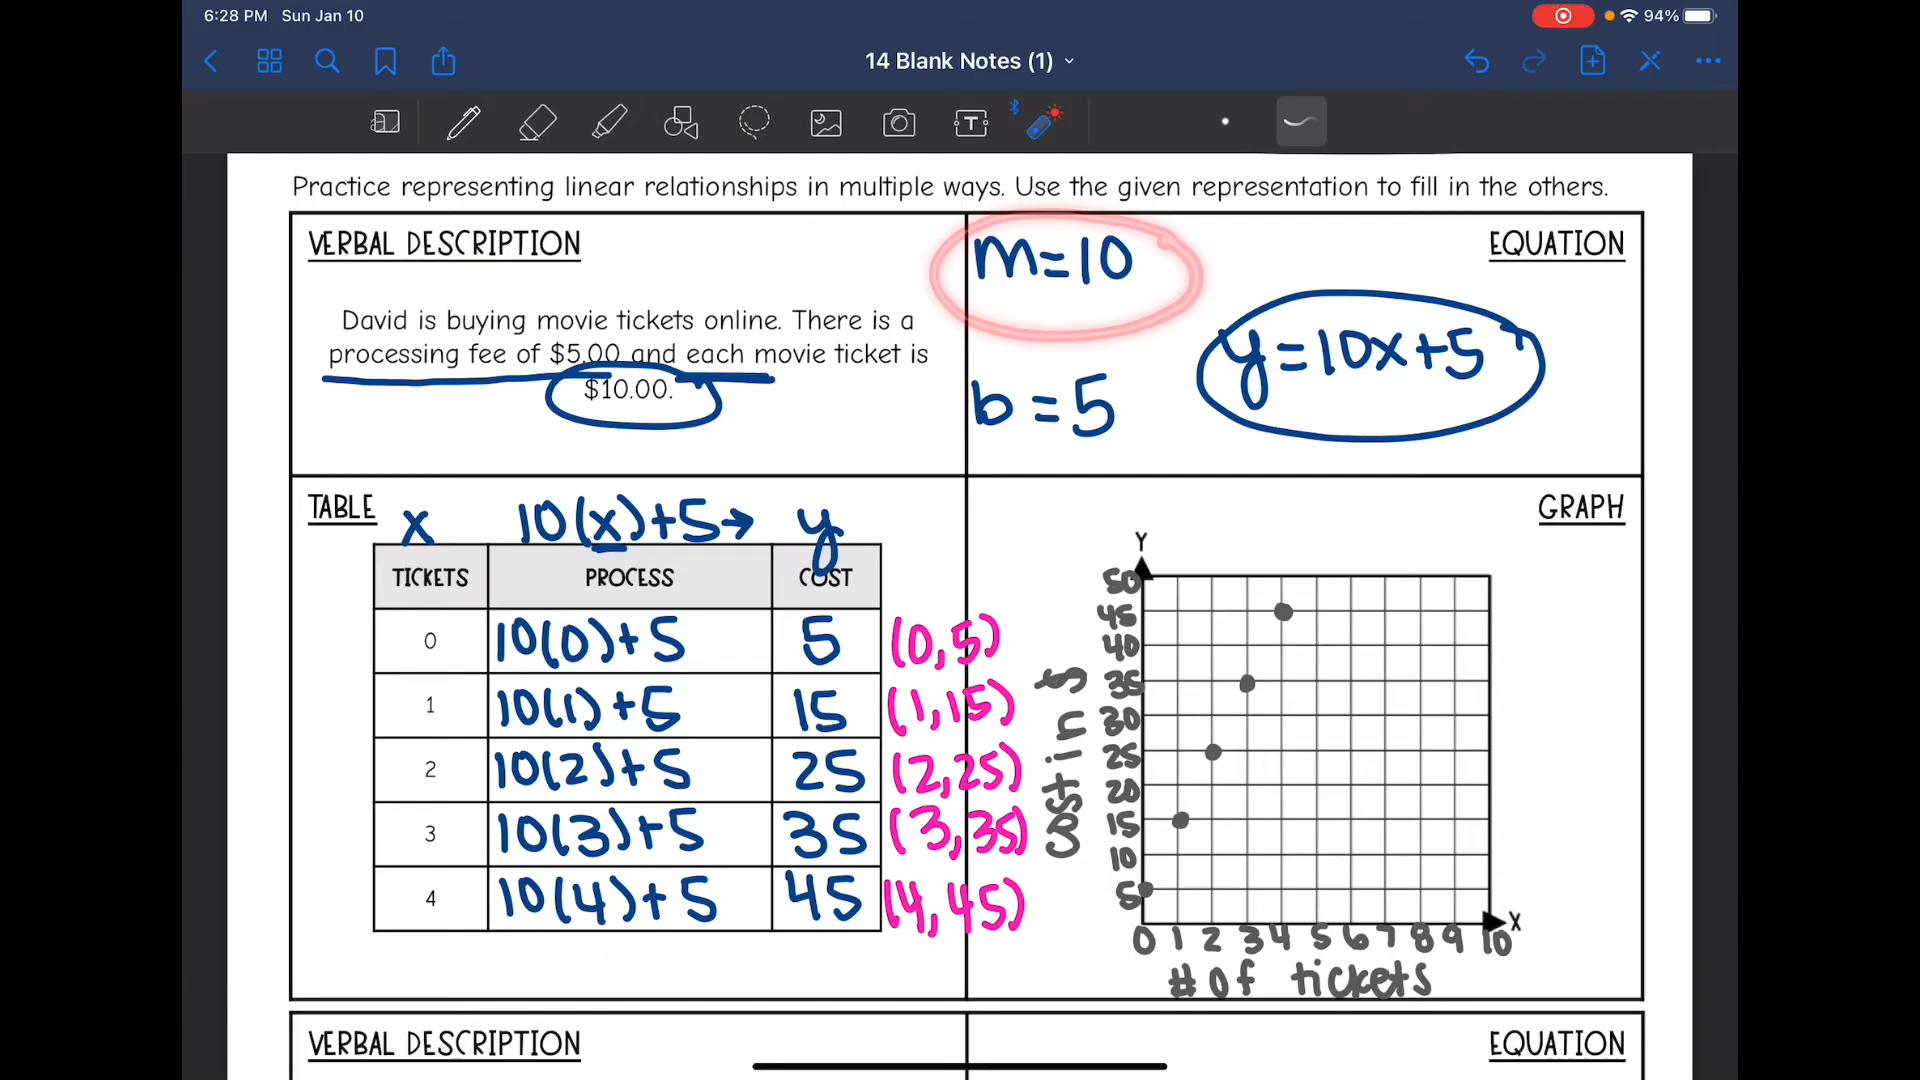 6:28 PM Sun Jan 10
94%
14 Blank Notes (1)
T
Practice representing linear relationships in multiple ways. Use the given representation to fill in the others.
VERBAL DESCRIPTION
David is buying movie tickets online. There is a
processing fee of $5.00 and each movie ticket is
$10.00.
EQUATION
m=10
b=5
y=10x+5
TABLE
x 10(x)+5→ y
TICKETS PROCESS COST
0 10(0)+5 5 (0,5)
1 10(1)+5 15 (1,15)
2 10(2)+5 25 (2,25)
3 10(3)+5 35 (3,35)
4 10(4)+5 45 (4,45)
GRAPH
Y
50
45
40
35
30
25
20
15
10
5
cost in $
X
0 1 2 3 4 5 6 7 8 9 10
# of tickets
VERBAL DESCRIPTION
EQUATION